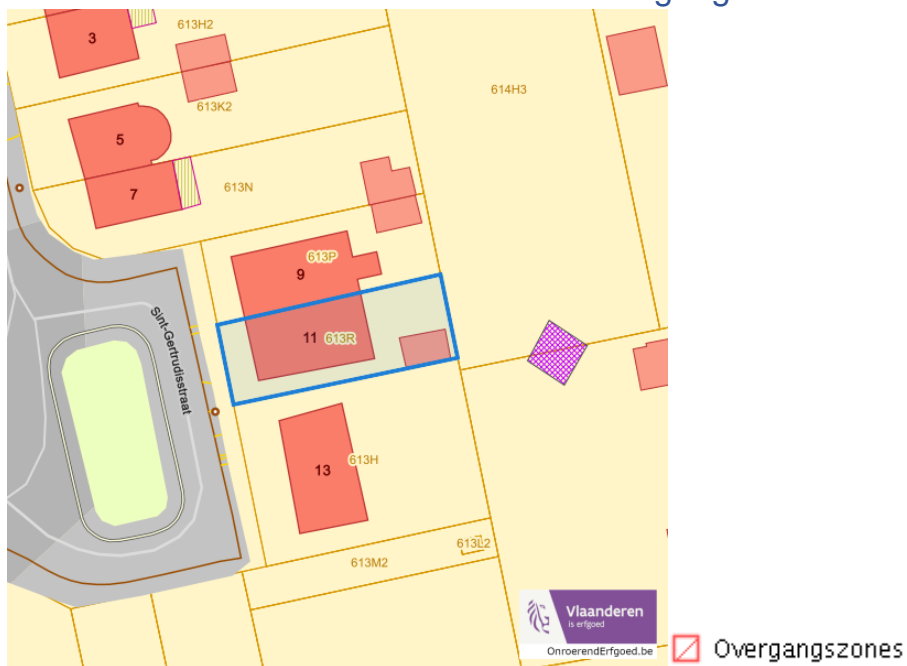 613H2
3
614H3
613K2
5
7
613N
613P
9
11
613R
Sint-Gertrudisstraat
13
613H
613L2
613M2
Vlaanderen
is erfgoed
OnroerendErfgoed.be
Overgangszones